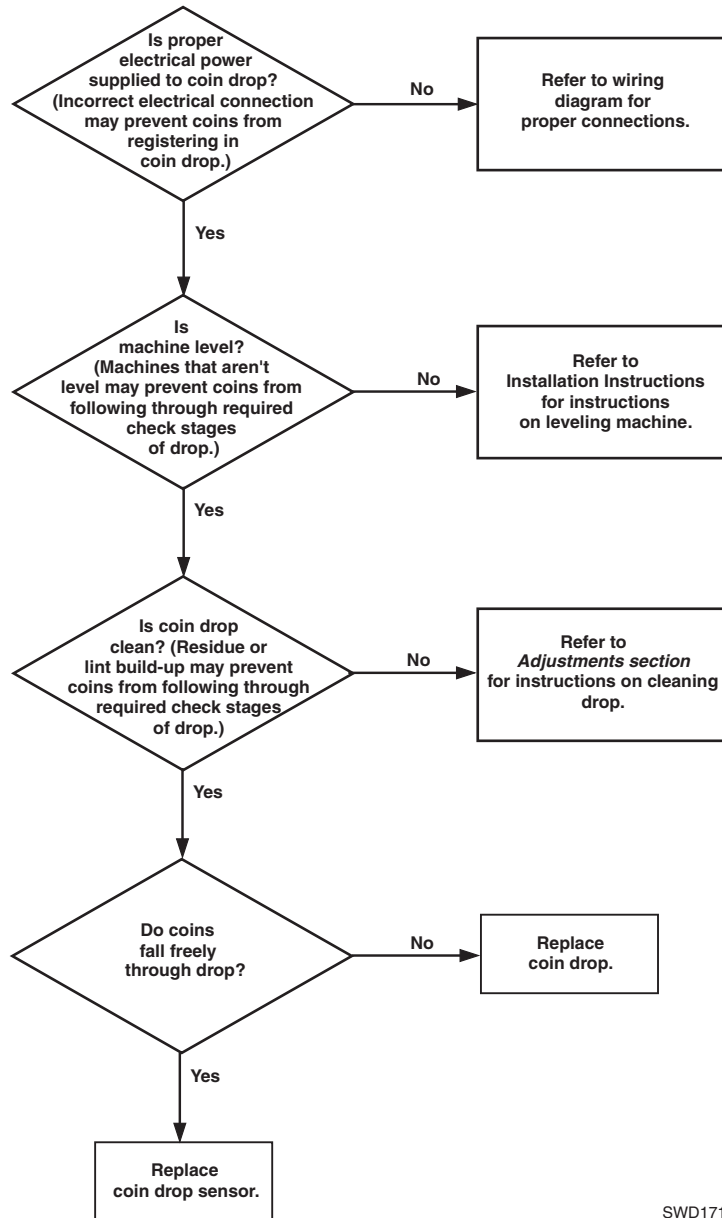 Is proper
electrical power
supplied to coin drop?
(Incorrect electrical connection
may prevent coins from
registering in
coin drop.)
No
Refer to wiring
diagram for
proper connections.
Yes
Is
machine level?
(Machines that aren't
level may prevent coins from
following through required
check stages
of drop.)
No
Refer to
Installation Instructions
for instructions
on leveling machine.
Yes
Is coin drop
clean? (Residue or
lint build-up may prevent
coins from following through
required check stages
of drop.)
No
Refer to
Adjustments section
for instructions on cleaning
drop.
Yes
Do coins
fall freely
through drop?
No
Replace
coin drop.
Yes
Replace
coin drop sensor.
SWD171